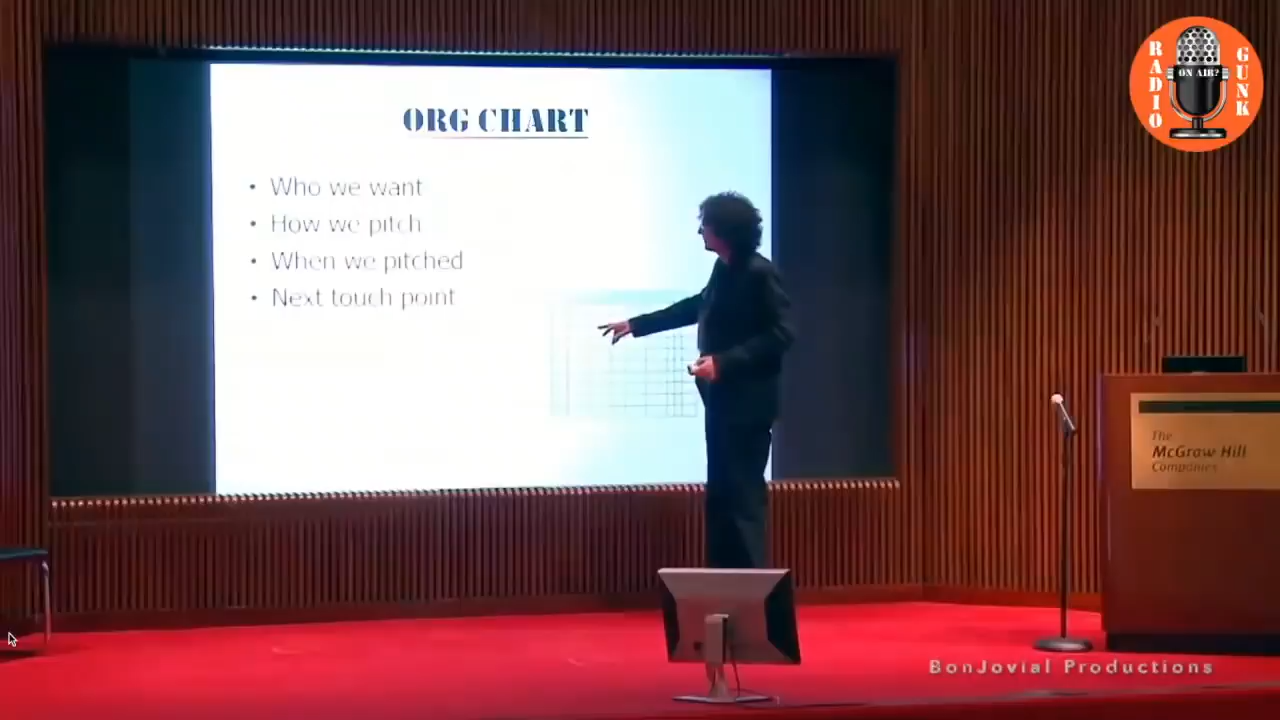 ORG CHART
• Who we want
• How we pitch
• When we pitched
• Next touch point
RADIO
ON AIR?
GUNK
The
McGraw Hill
Companies
BonJovial Productions